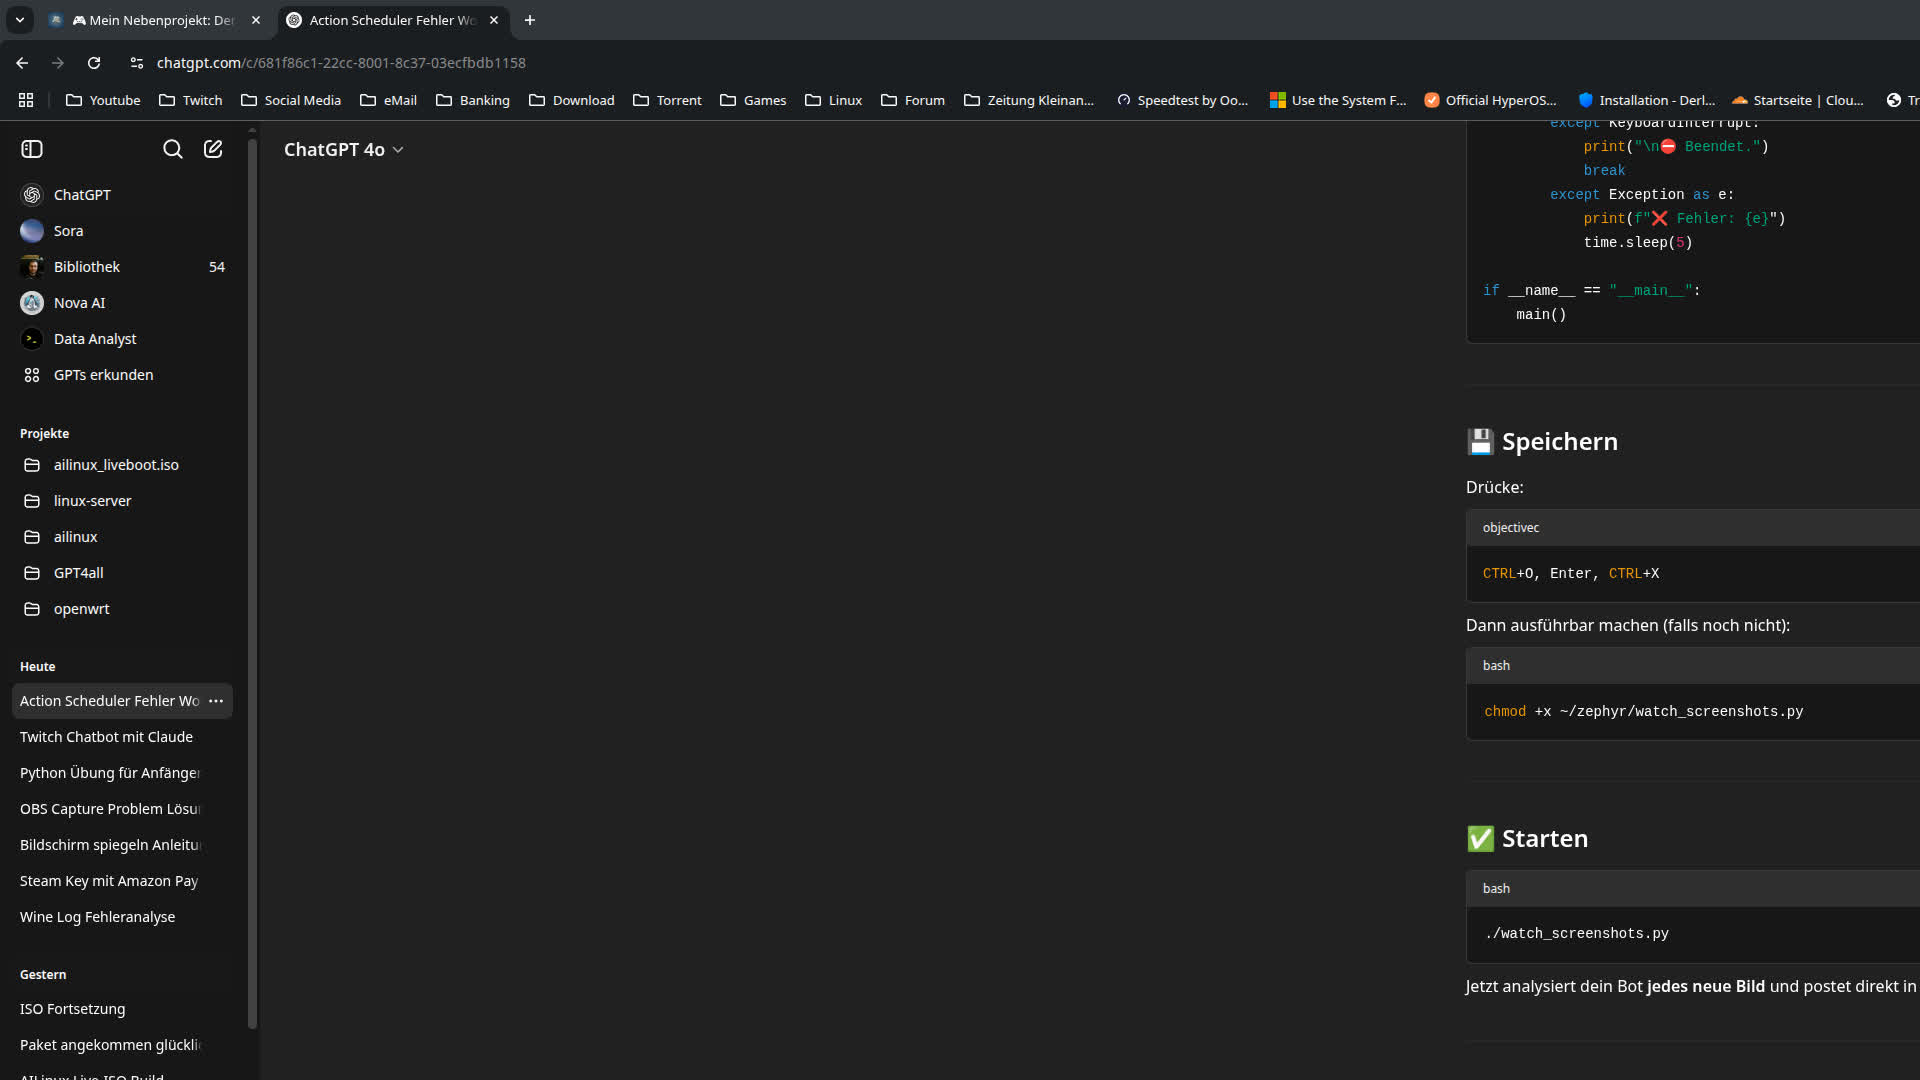 🎮 Mein Nebenprojekt: De
Action Scheduler Fehler Wo
chatgpt.com/c/681f86c1-22cc-8001-8c37-03ecfbdb1158
Youtube
Twitch
Social Media
eMail
Banking
Download
Torrent
Games
Linux
Forum
Zeitung Kleinan...
Speedtest by Oo...
Use the System F...
Official HyperOS...
Installation - Derl...
Startseite | Clou...
Tr
ChatGPT
Sora
Bibliothek 54
Nova AI
Data Analyst
GPTs erkunden
Projekte
ailinux_liveboot.iso
linux-server
ailinux
GPT4all
openwrt
Heute
Action Scheduler Fehler Wo
Twitch Chatbot mit Claude
Python Übung für Anfänger
OBS Capture Problem Lösu
Bildschirm spiegeln Anleitu
Steam Key mit Amazon Pay
Wine Log Fehleranalyse
Gestern
ISO Fortsetzung
Paket angekommen glückli
AILinux Live ISO Build
ChatGPT 4o
except KeyboardInterrupt:
print("\n⛔ Beendet.")
break
except Exception as e:
print(f"❌ Fehler: {e}")
time.sleep(5)
if __name__ == "__main__":
main()
💾 Speichern
Drücke:
objectivec
CTRL+O, Enter, CTRL+X
Dann ausführbar machen (falls noch nicht):
bash
chmod +x ~/zephyr/watch_screenshots.py
✅ Starten
bash
./watch_screenshots.py
Jetzt analysiert dein Bot jedes neue Bild und postet direkt in